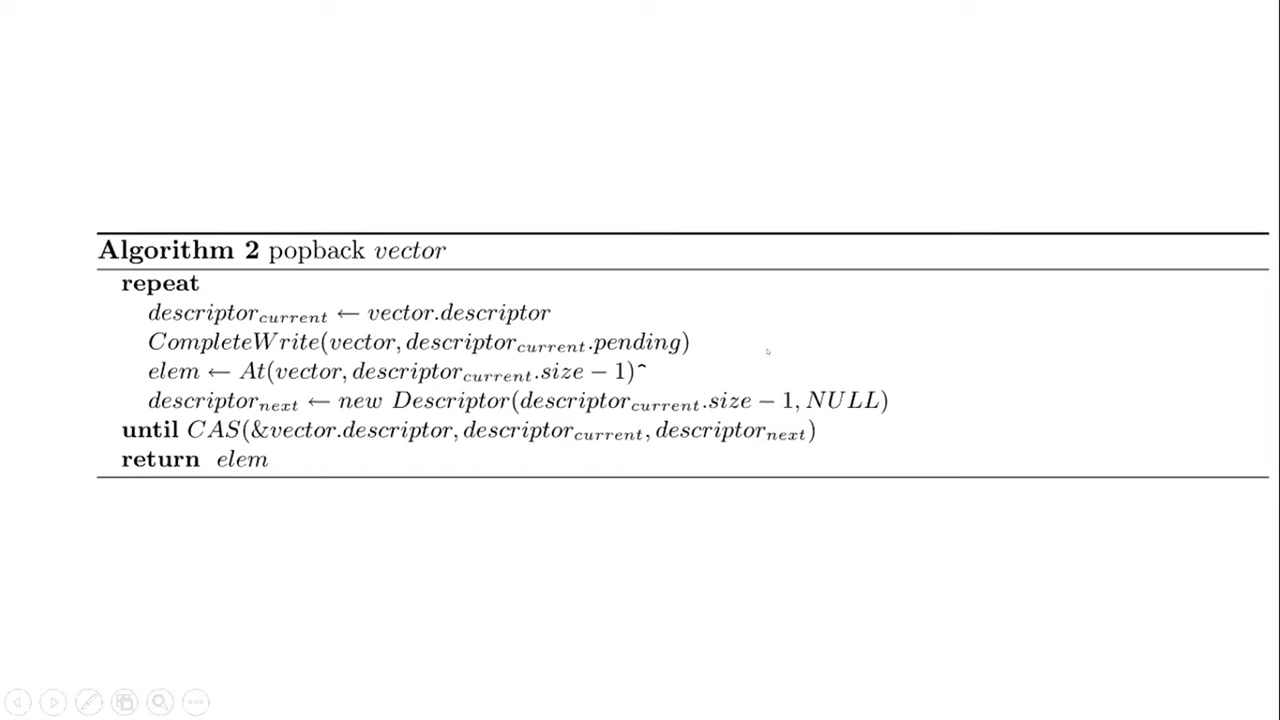 Algorithm 2 popback vector
repeat
descriptor_current ← vector.descriptor
CompleteWrite(vector, descriptor_current.pending)
elem ← At(vector, descriptor_current.size − 1)^
descriptor_next ← new Descriptor(descriptor_current.size − 1, NULL)
until CAS(&vector.descriptor, descriptor_current, descriptor_next)
return elem